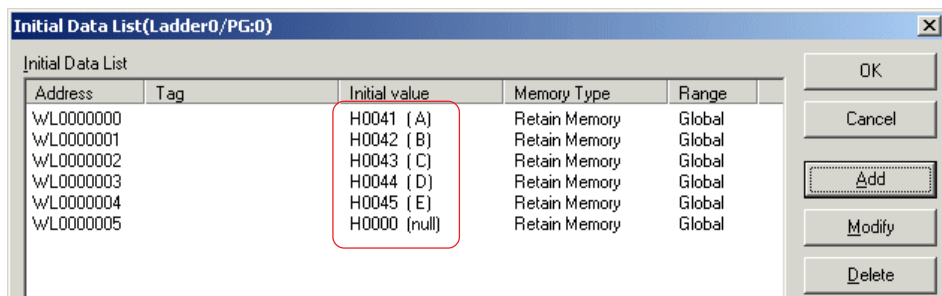 Initial Data List(Ladder0/PG:0)
Initial Data List
Address Tag Initial value Memory Type Range
WL0000000 H0041 (A) Retain Memory Global
WL0000001 H0042 (B) Retain Memory Global
WL0000002 H0043 (C) Retain Memory Global
WL0000003 H0044 (D) Retain Memory Global
WL0000004 H0045 (E) Retain Memory Global
WL0000005 H0000 (null) Retain Memory Global
OK
Cancel
Add
Modify
Delete